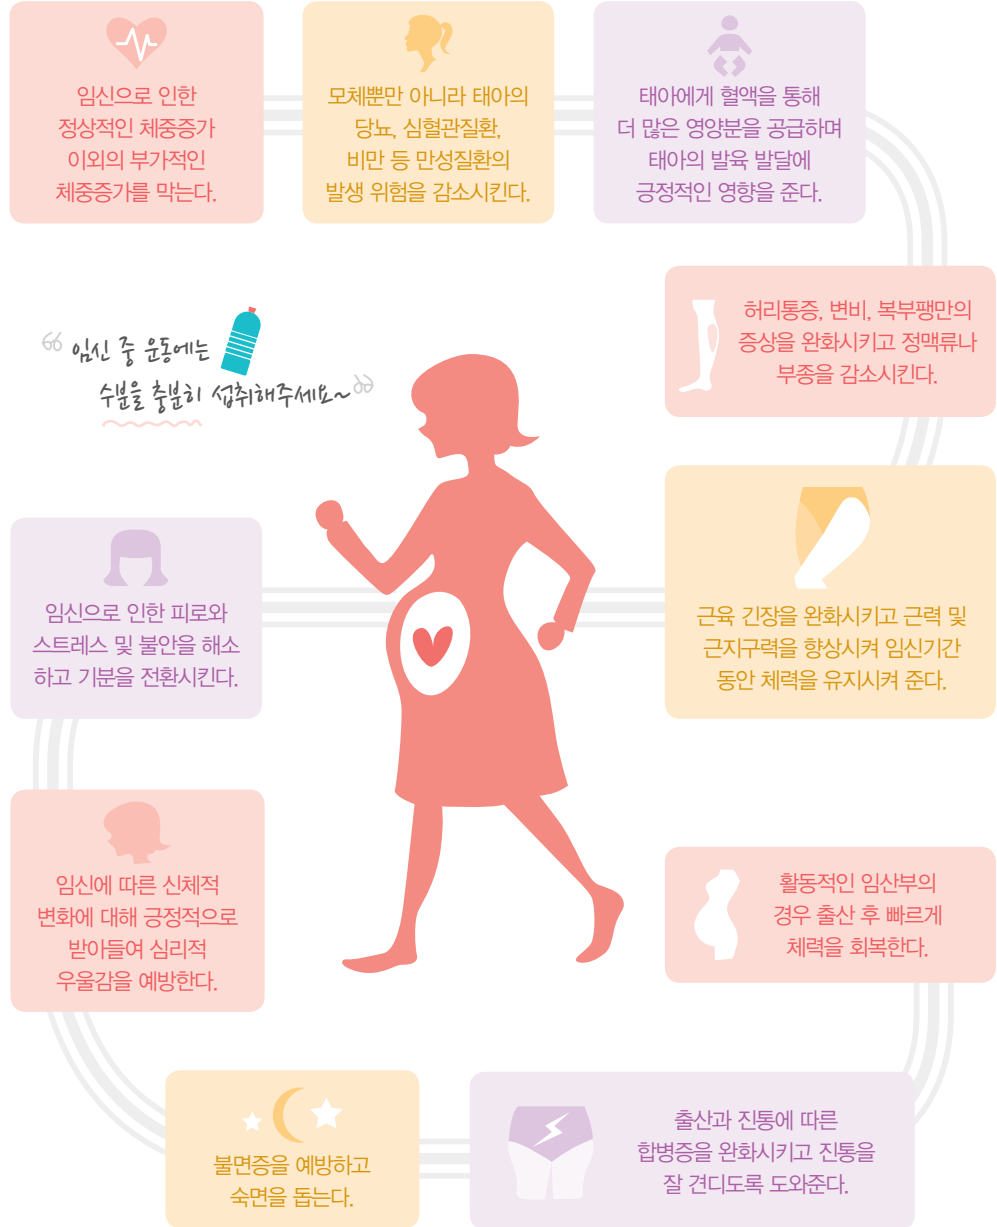 임신으로 인한
정상적인 체중증가
이외의 부가적인
체중증가를 막는다.
모체뿐만 아니라 태아의
당뇨, 심혈관질환,
비만 등 만성질환의
발생 위험을 감소시킨다.
태아에게 혈액을 통해
더 많은 영양분을 공급하며
태아의 발육 발달에
긍정적인 영향을 준다.
허리통증, 변비, 복부팽만의
증상을 완화시키고 정맥류나
부종을 감소시킨다.
“임신 중 운동에는
수분을 충분히 섭취해주세요~”
근육 긴장을 완화시키고 근력 및
근지구력을 향상시켜 임신기간
동안 체력을 유지시켜 준다.
임신으로 인한 피로와
스트레스 및 불안을 해소
하고 기분을 전환시킨다.
임신에 따른 신체적
변화에 대해 긍정적으로
받아들여 심리적
우울감을 예방한다.
활동적인 임산부의
경우 출산 후 빠르게
체력을 회복한다.
불면증을 예방하고
숙면을 돕는다.
출산과 진통에 따른
합병증을 완화시키고 진통을
잘 견디도록 도와준다.